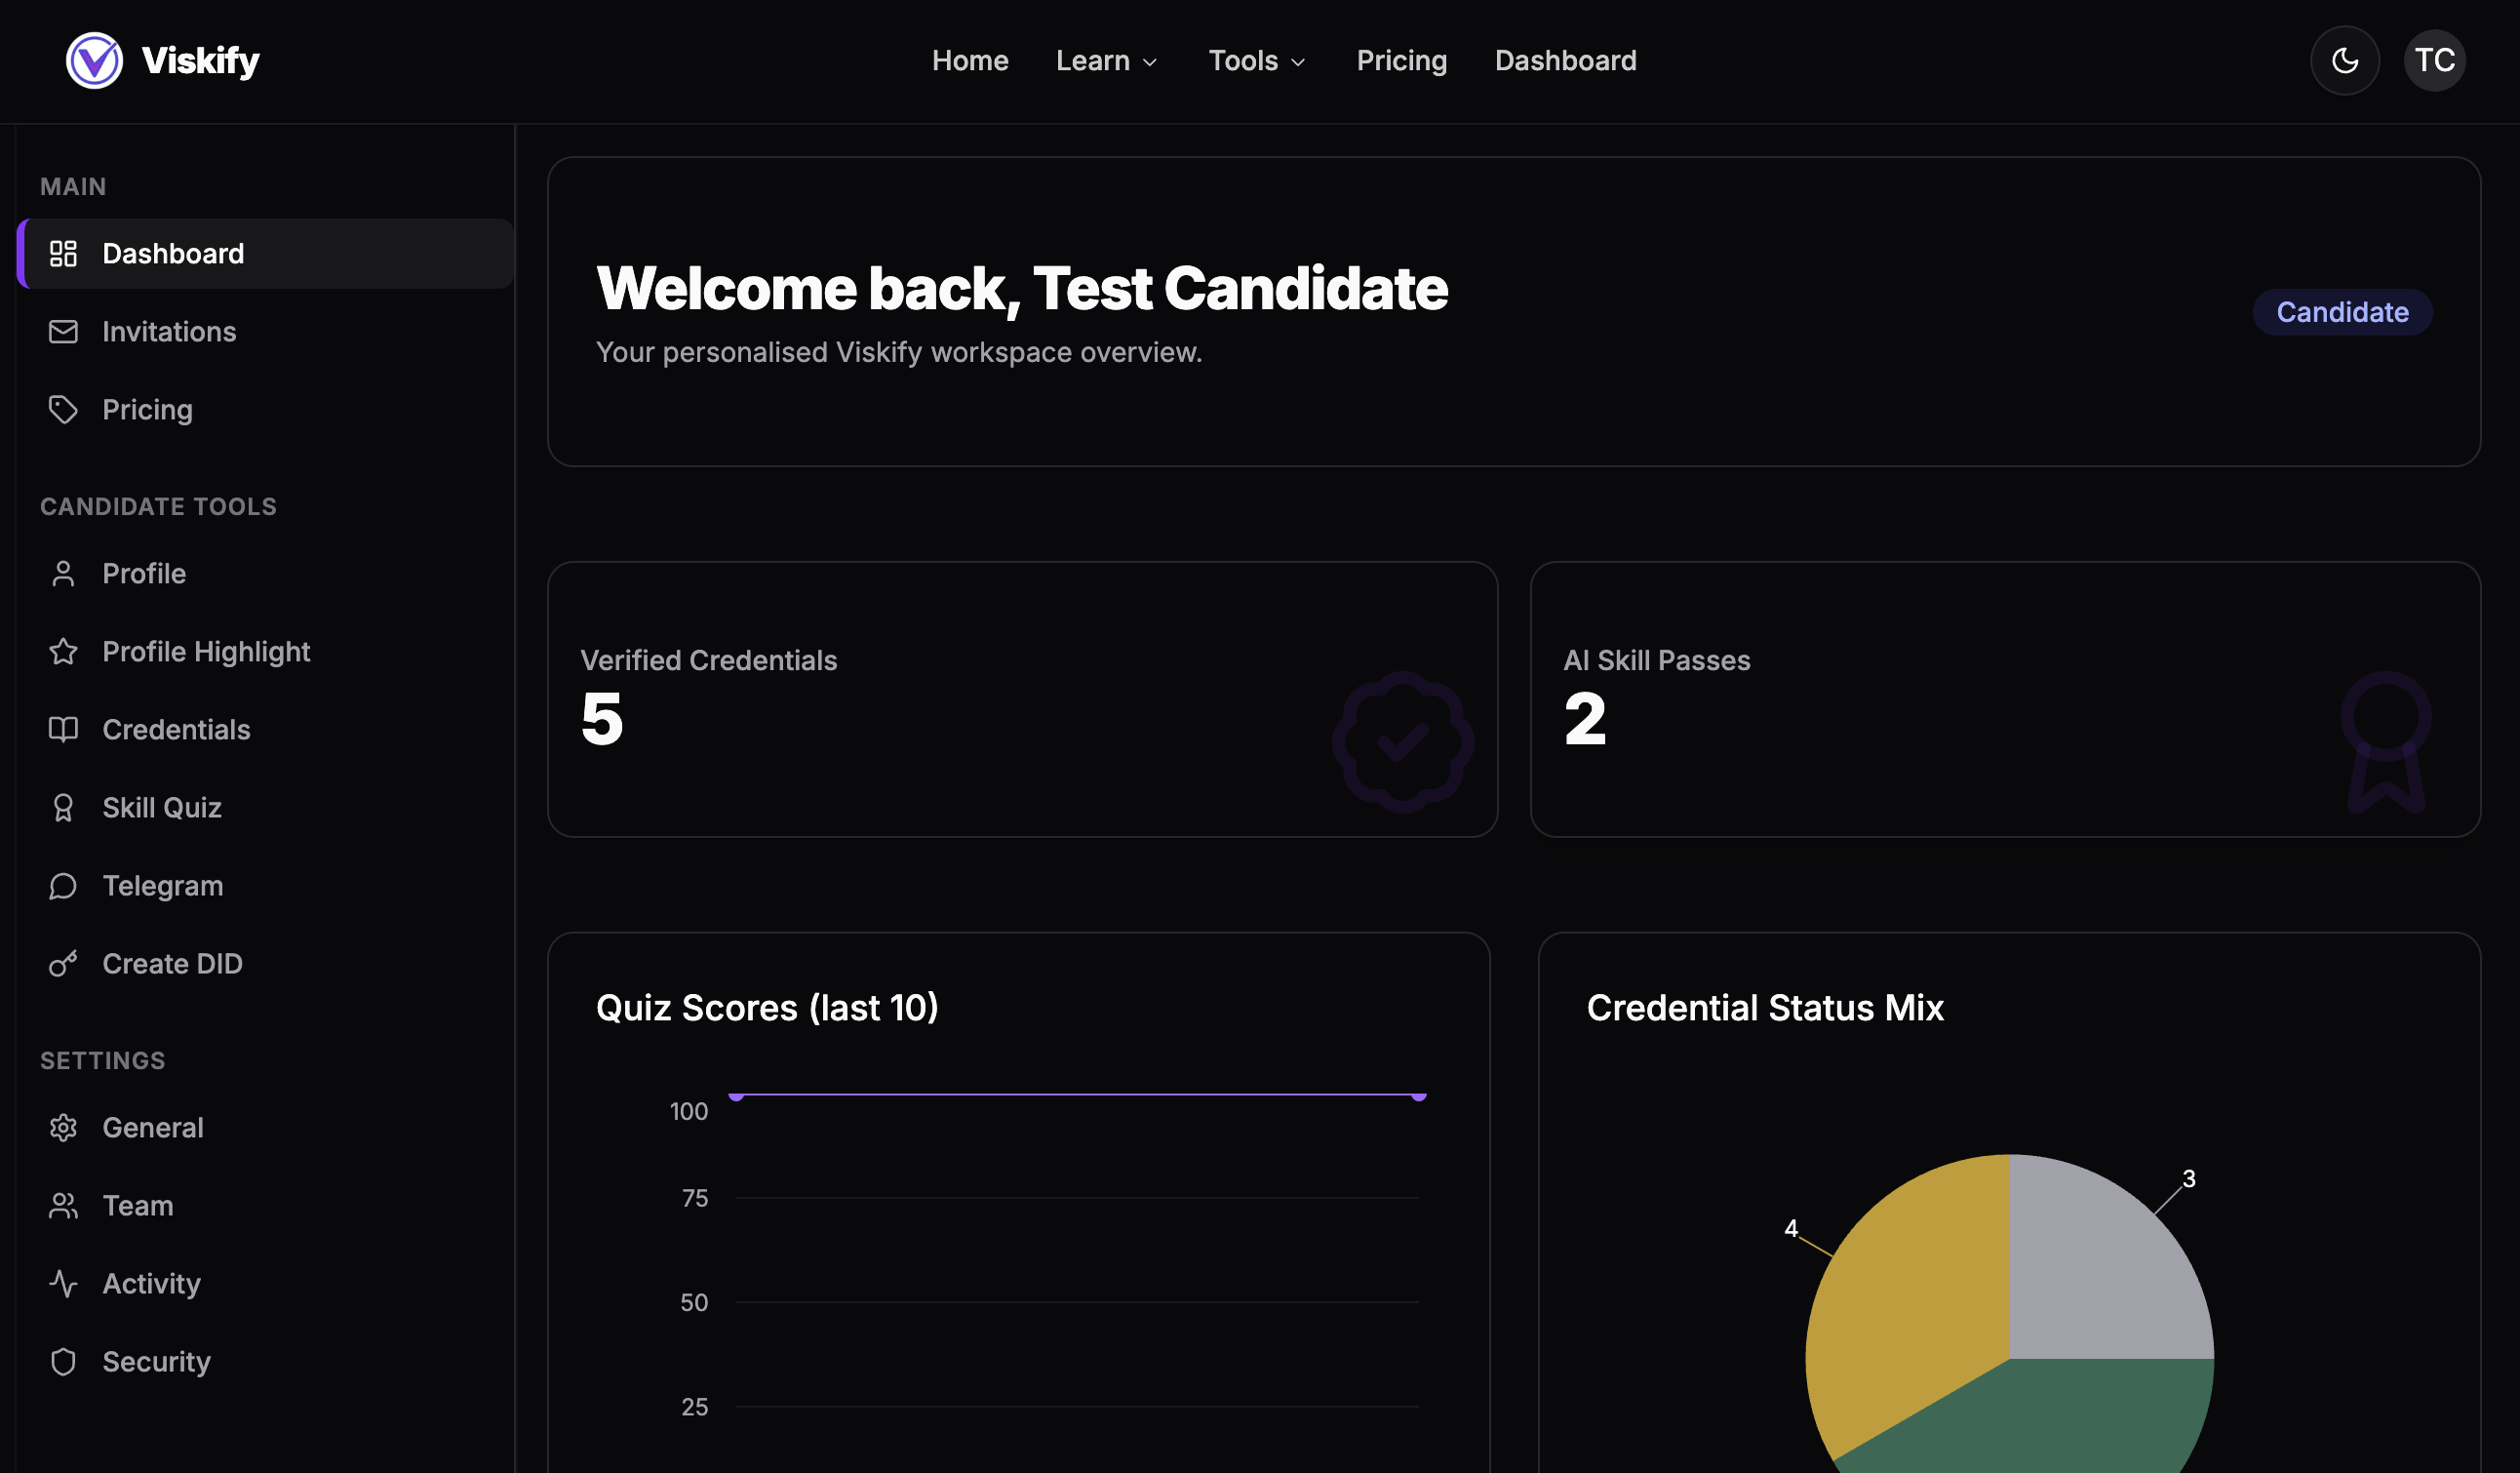 Viskify
Home
Learn
Tools
Pricing
Dashboard
TC
MAIN
Dashboard
Invitations
Pricing
CANDIDATE TOOLS
Profile
Profile Highlight
Credentials
Skill Quiz
Telegram
Create DID
SETTINGS
General
Team
Activity
Security
Welcome back, Test Candidate
Your personalised Viskify workspace overview.
Candidate
Verified Credentials
5
AI Skill Passes
2
Quiz Scores (last 10)
100
75
50
25
Credential Status Mix
3
4